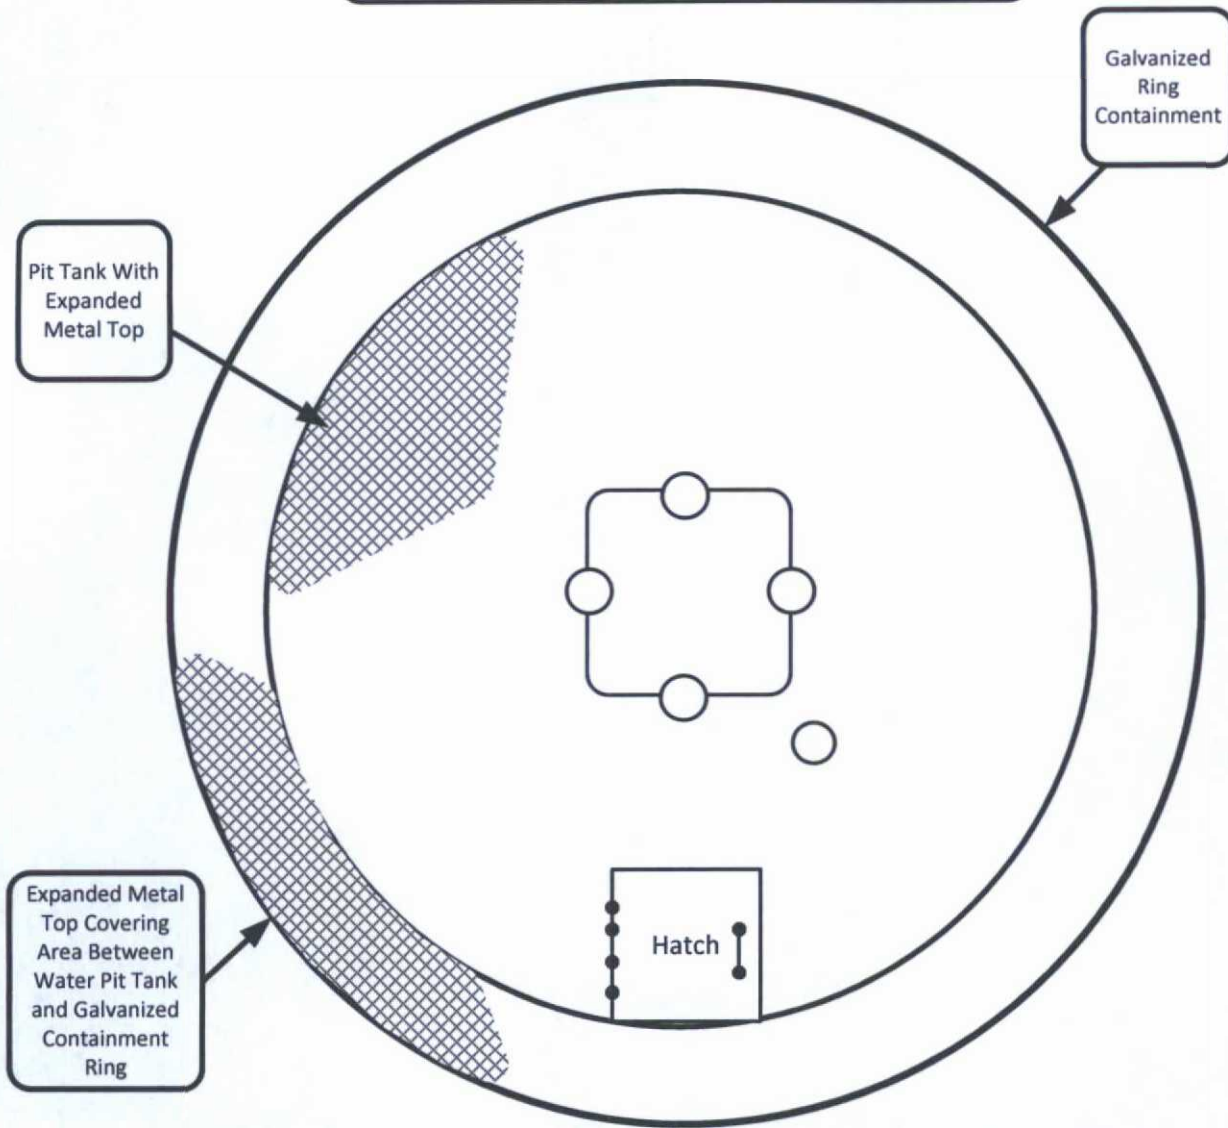 Galvanized
Ring
Containment
Pit Tank With
Expanded
Metal Top
Expanded Metal
Top Covering
Area Between
Water Pit Tank
and Galvanized
Containment
Ring
Hatch